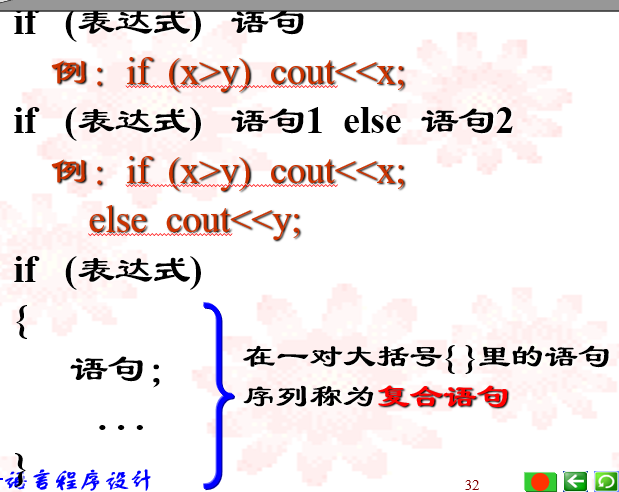 if (表达式) 语句
例: if (x>y) cout<<x;
if (表达式) 语句1 else 语句2
例: if (x>y) cout<<x;
else cout<<y;
if (表达式)
{
语句;
...
}
在一对大括号{ }里的语句
序列称为复合语句
语言程序设计
32